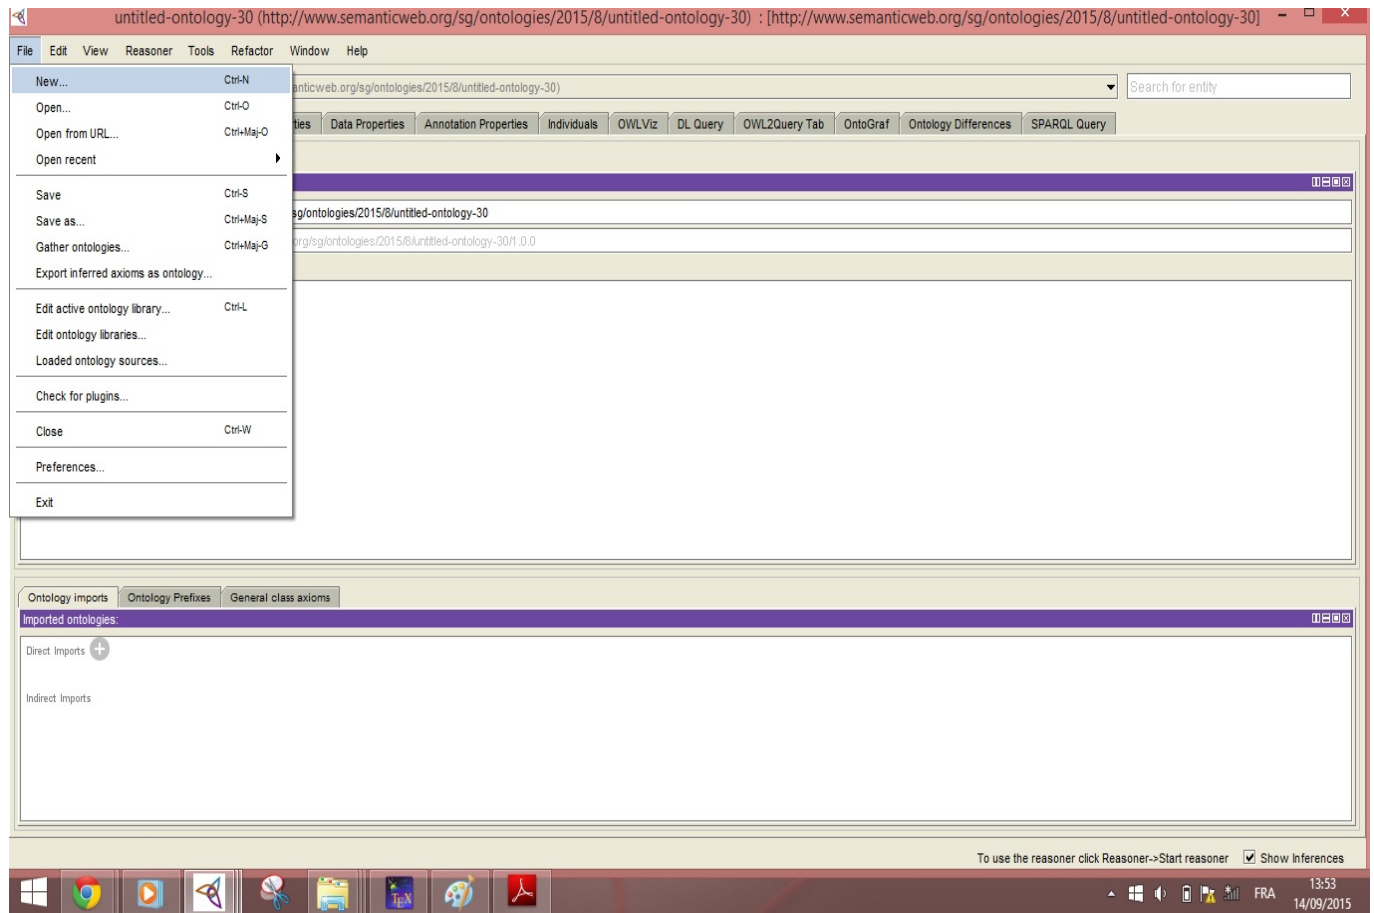 untitled-ontology-30 (http://www.semanticweb.org/sg/ontologies/2015/8/untitled-ontology-30) : [http://www.semanticweb.org/sg/ontologies/2015/8/untitled-ontology-30]
File Edit View Reasoner Tools Refactor Window Help
New... Ctrl-N
anticweb.org/sg/ontologies/2015/8/untitled-ontology-30)
Search for entity
Open... Ctrl-O
Open from URL... Ctrl+Maj-O
ties Data Properties Annotation Properties Individuals OWLViz DL Query OWL2Query Tab OntoGraf Ontology Differences SPARQL Query
Open recent
Save Ctrl-S
Save as... Ctrl+Maj-S
sg/ontologies/2015/8/untitled-ontology-30
Gather ontologies... Ctrl+Maj-G
org/sg/ontologies/2015/8/untitled-ontology-30/1.0.0
Export inferred axioms as ontology...
Edit active ontology library... Ctrl-L
Edit ontology libraries...
Loaded ontology sources...
Check for plugins...
Close Ctrl-W
Preferences...
Exit
Ontology imports Ontology Prefixes General class axioms
Imported ontologies:
Direct Imports
Indirect Imports
To use the reasoner click Reasoner->Start reasoner Show Inferences
TEX
FRA
13:53
14/09/2015